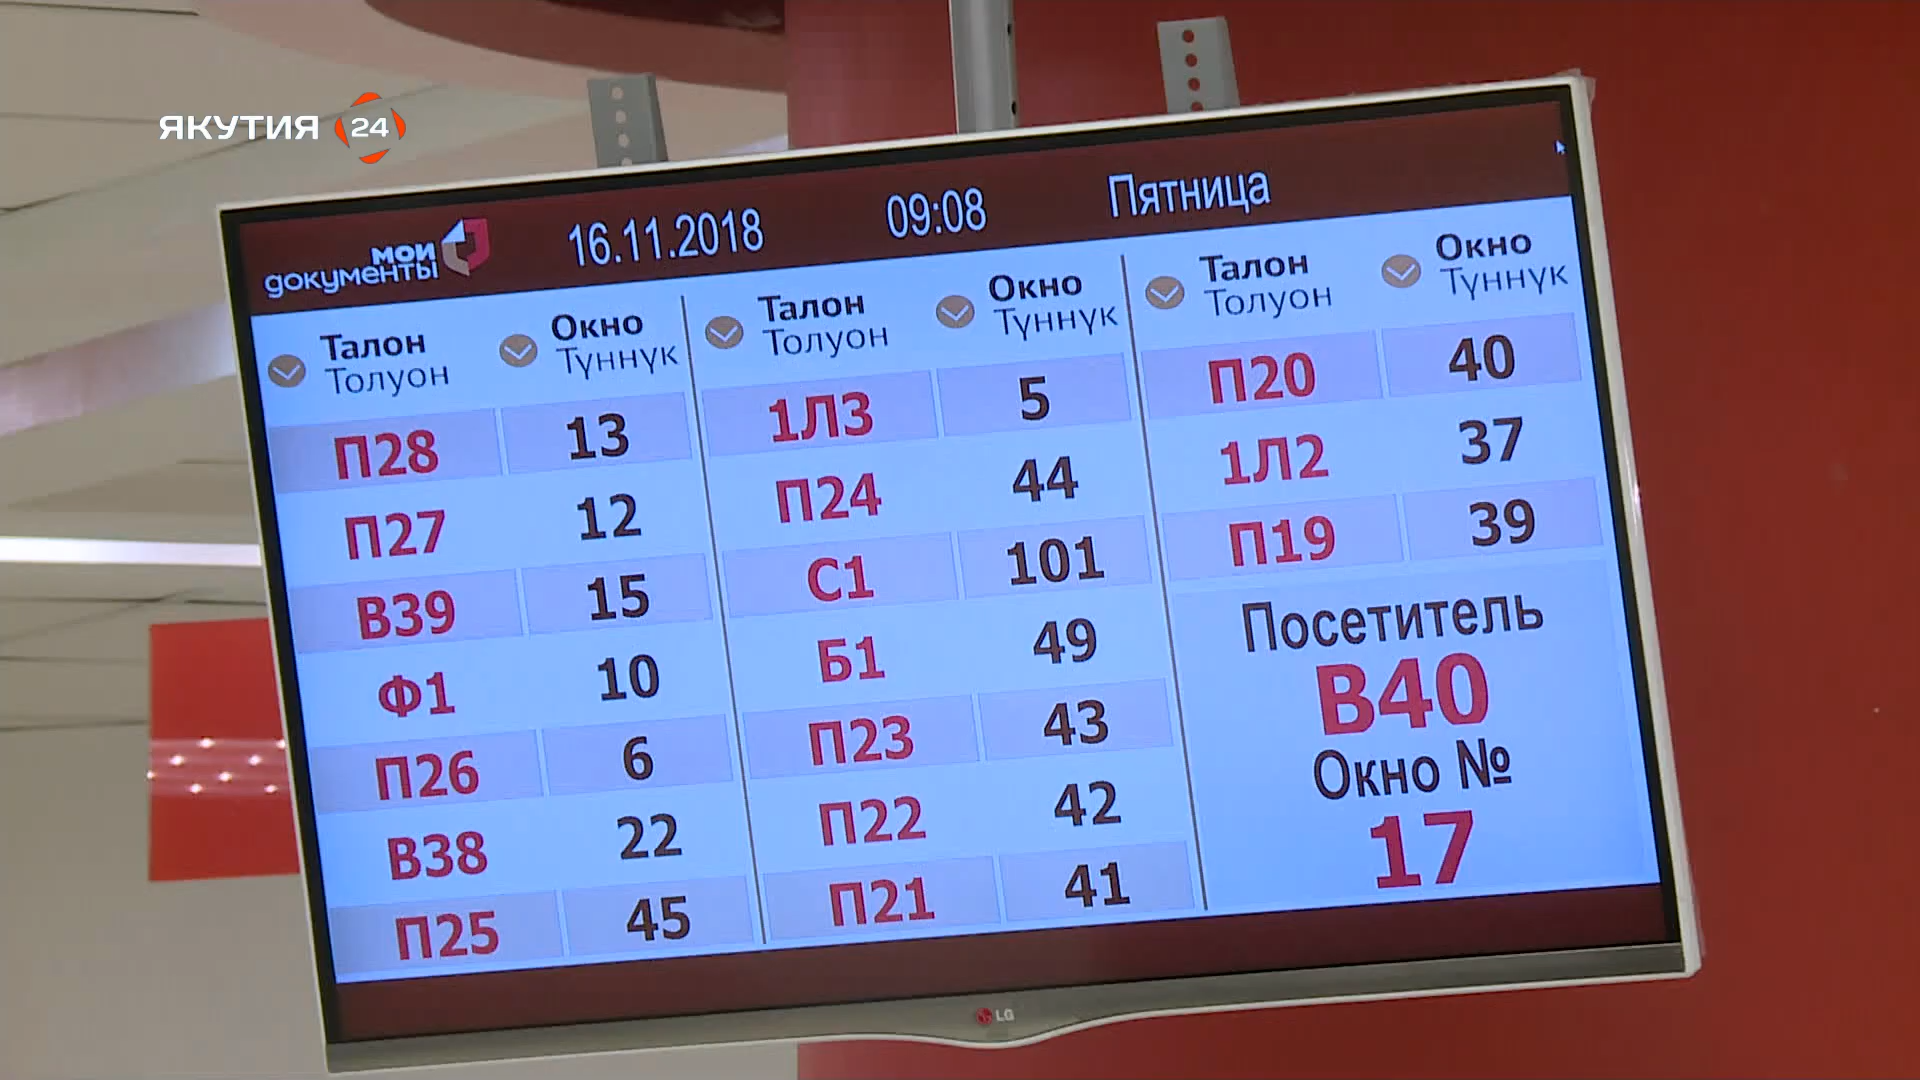 ЯКУТИЯ 24
мои
документы
16.11.2018 09:08 Пятница
Талон Окно
Толуон Түннүк
П28 13
П27 12
В39 15
Ф1 10
П26 6
В38 22
П25 45
Талон Окно
Толуон Түннүк
1Л3 5
П24 44
С1 101
Б1 49
П23 43
П22 42
П21 41
Талон Окно
Толуон Түннүк
П20 40
1Л2 37
П19 39
Посетитель
В40
Окно №
17
LG